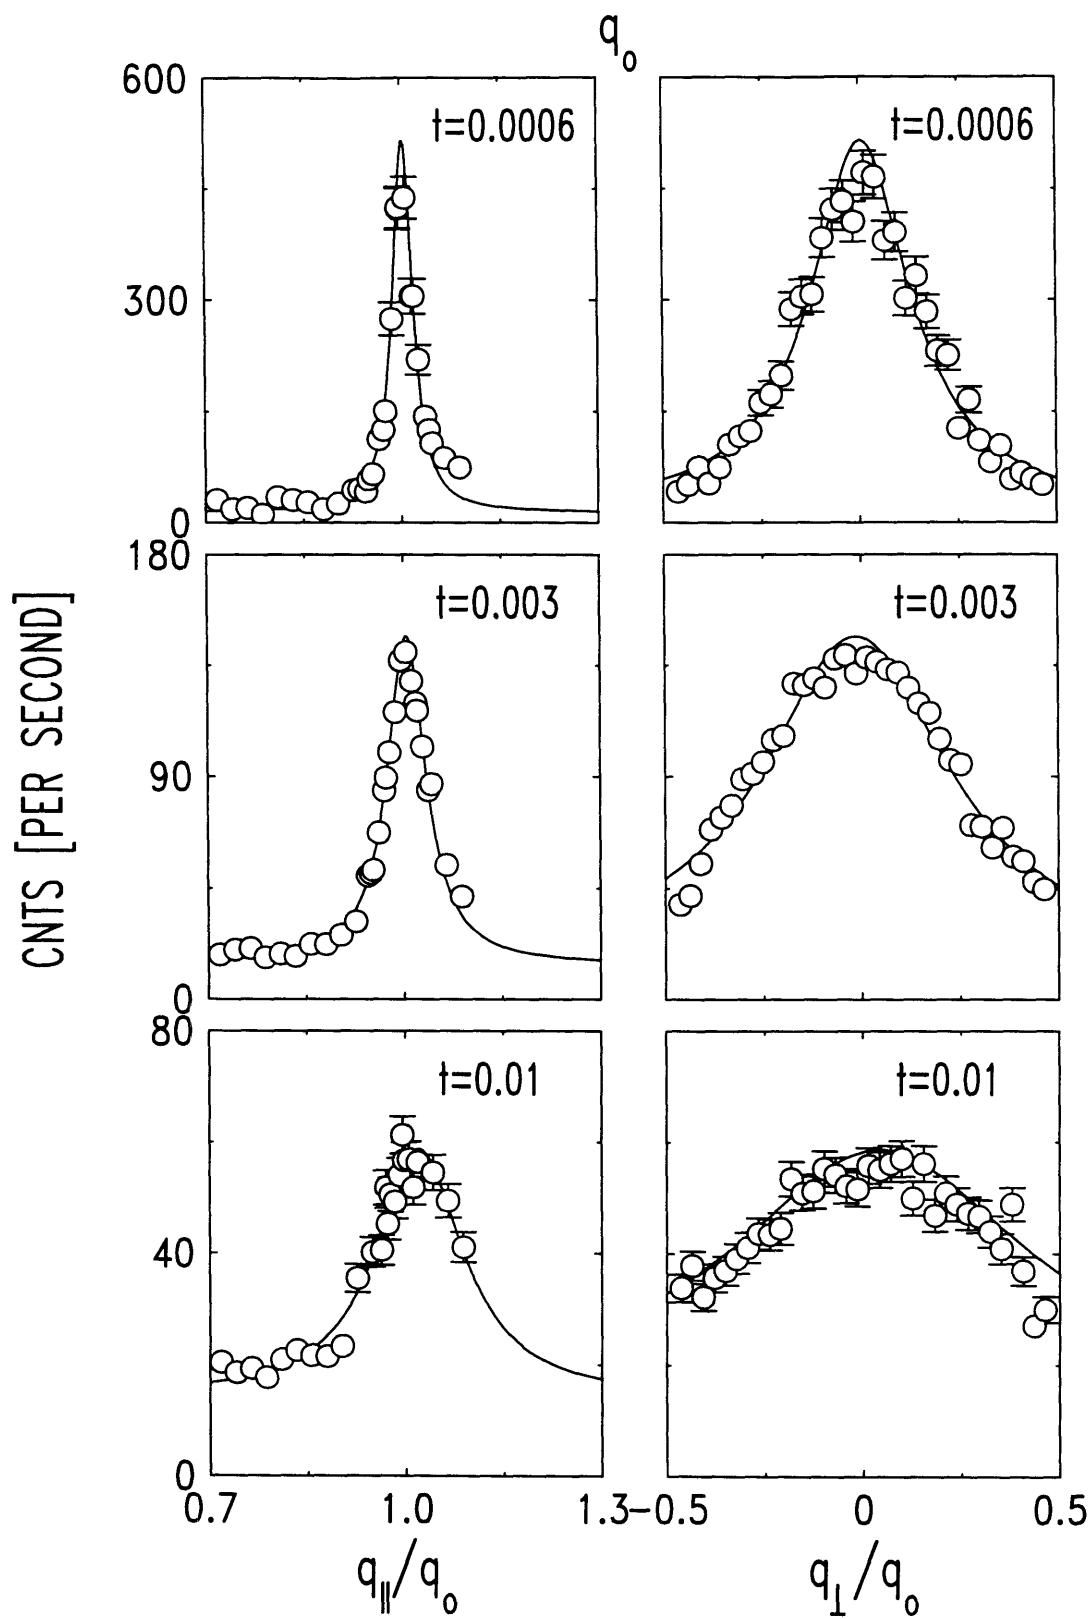 q₀
600
t=0.0006
t=0.0006
300
0
180
t=0.003
t=0.003
90
0
80
t=0.01
t=0.01
40
0
0.7 1.0 1.3 -0.5 0 0.5
q∥/q₀ q⊥/q₀
CNTS [PER SECOND]